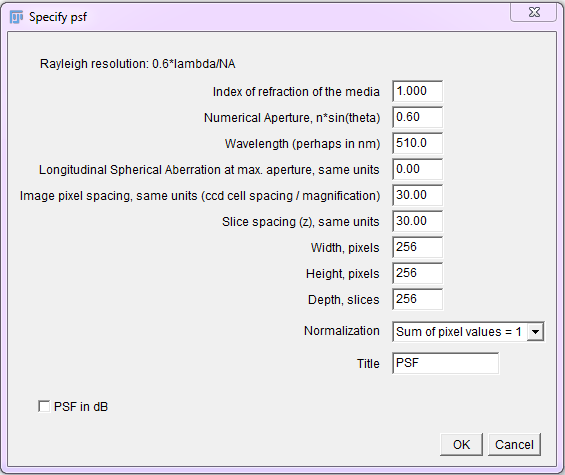 Specify psf
Rayleigh resolution: 0.6*lambda/NA
Index of refraction of the media 1.000
Numerical Aperture, n*sin(theta) 0.60
Wavelength (perhaps in nm) 510.0
Longitudinal Spherical Aberration at max. aperture, same units 0.00
Image pixel spacing, same units (ccd cell spacing / magnification) 30.00
Slice spacing (z), same units 30.00
Width, pixels 256
Height, pixels 256
Depth, slices 256
Normalization Sum of pixel values = 1
Title PSF
PSF in dB
OK Cancel